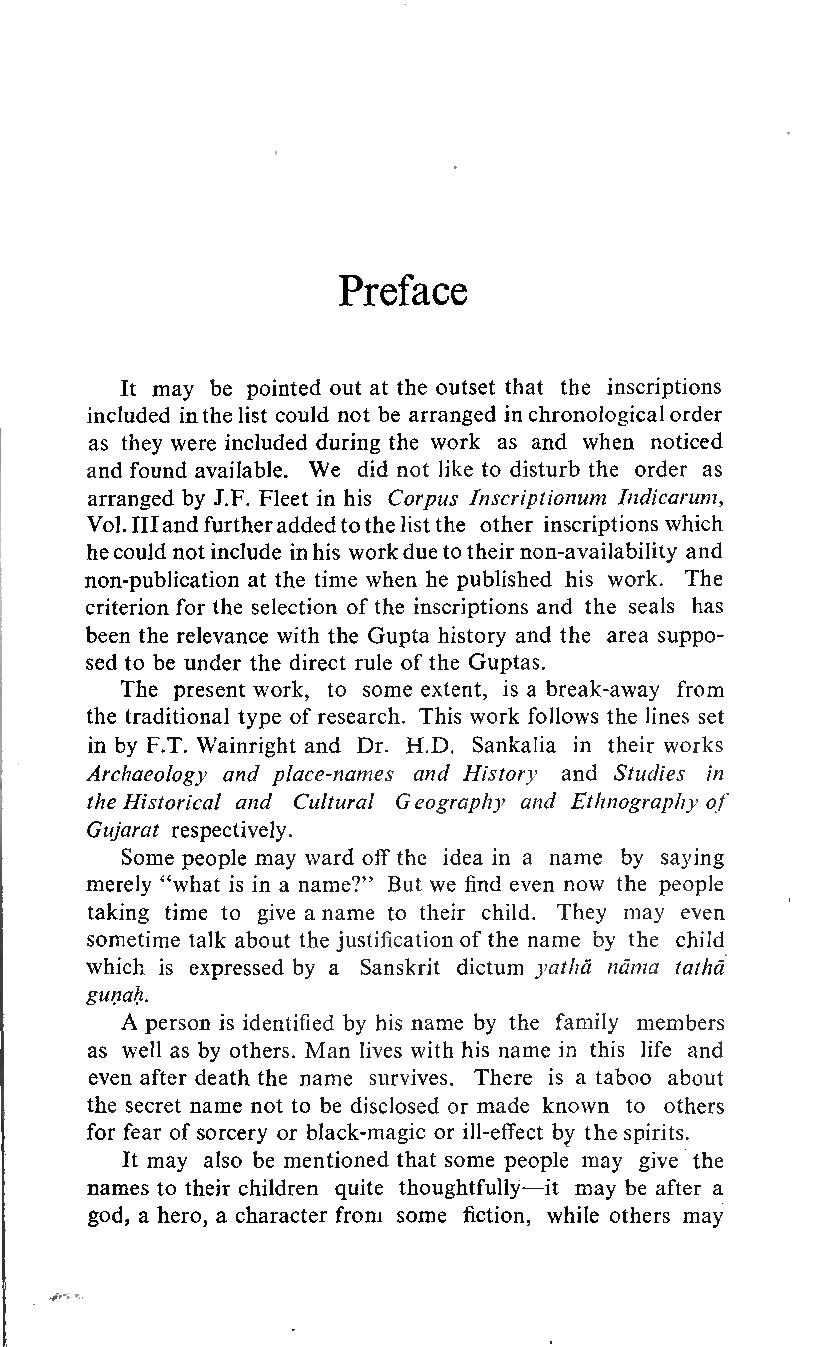 Preface
It may be pointed out at the outset that the inscriptions
included in the list could not be arranged in chronological order
as they were included during the work as and when noticed
and found available. We did not like to disturb the order as
arranged by J.F. Fleet in his Corpus Inscriptionum Indicarum,
Vol. III and further added to the list the other inscriptions which
he could not include in his work due to their non-availability and
non-publication at the time when he published his work. The
criterion for the selection of the inscriptions and the seals has
been the relevance with the Gupta history and the area suppo-
sed to be under the direct rule of the Guptas.
The present work, to some extent, is a break-away from
the traditional type of research. This work follows the lines set
in by F.T. Wainright and Dr. H.D. Sankalia in their works
Archaeology and place-names and History and Studies in
the Historical and Cultural Geography and Ethnography of
Gujarat respectively.
Some people may ward off the idea in a name by saying
merely “what is in a name?” But we find even now the people
taking time to give a name to their child. They may even
sometime talk about the justification of the name by the child
which is expressed by a Sanskrit dictum yathā nāma tathā
guṇaḥ.
A person is identified by his name by the family members
as well as by others. Man lives with his name in this life and
even after death the name survives. There is a taboo about
the secret name not to be disclosed or made known to others
for fear of sorcery or black-magic or ill-effect by the spirits.
It may also be mentioned that some people may give the
names to their children quite thoughtfully—it may be after a
god, a hero, a character from some fiction, while others may